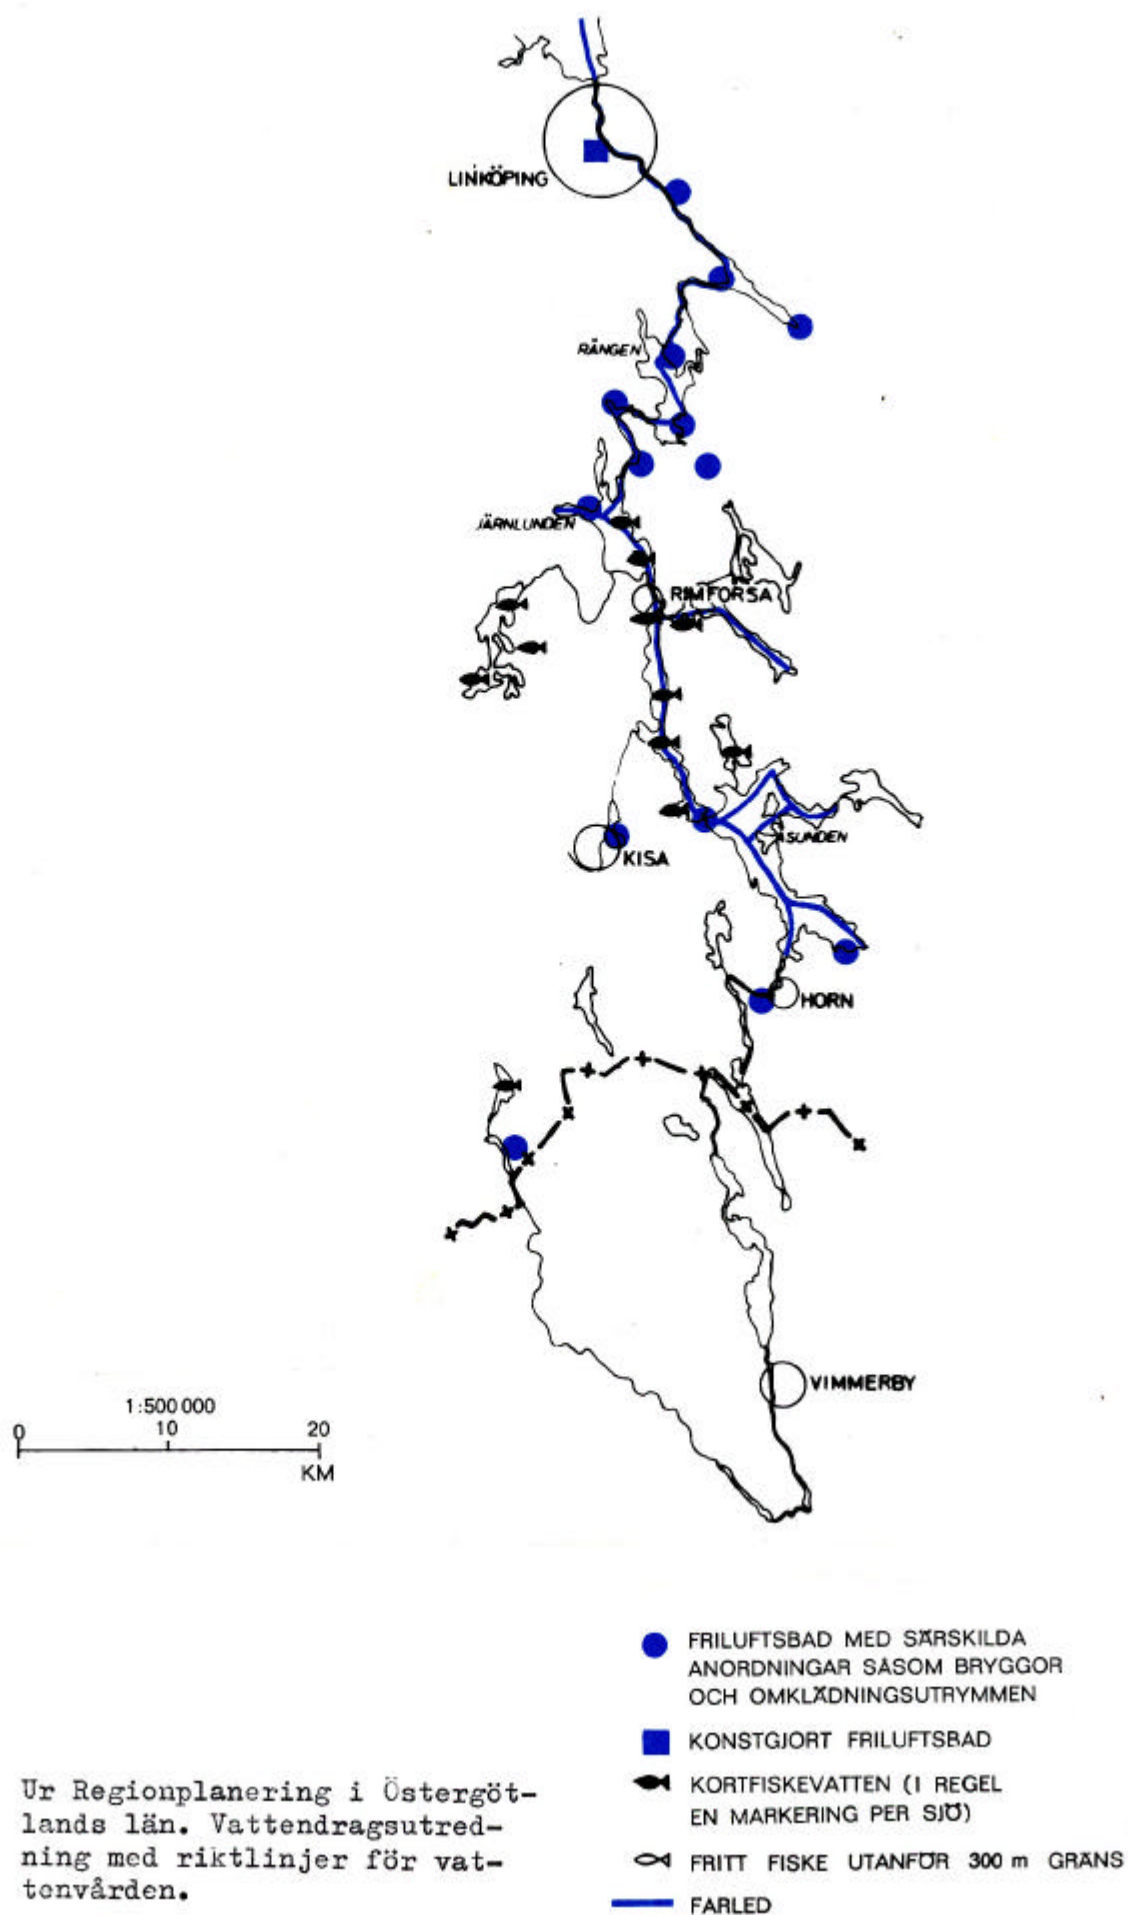 LINKÖPING
RÄNGEN
JÄRNLUNDEN
RIMFORSA
ÅSUNDEN
KISA
HORN
VIMMERBY
1:500 000
0 10 20
KM
FRILUFTSBAD MED SÄRSKILDA
ANORDNINGAR SÅSOM BRYGGOR
OCH OMKLÄDNINGSUTRYMMEN
KONSTGJORT FRILUFTSBAD
KORTFISKEVATTEN (I REGEL
EN MARKERING PER SJÖ)
FRITT FISKE UTANFÖR 300 m GRÄNS
FARLED
Ur Regionplanering i Östergöt-
lands län. Vattendragsutred-
ning med riktlinjer för vat-
tenvården.